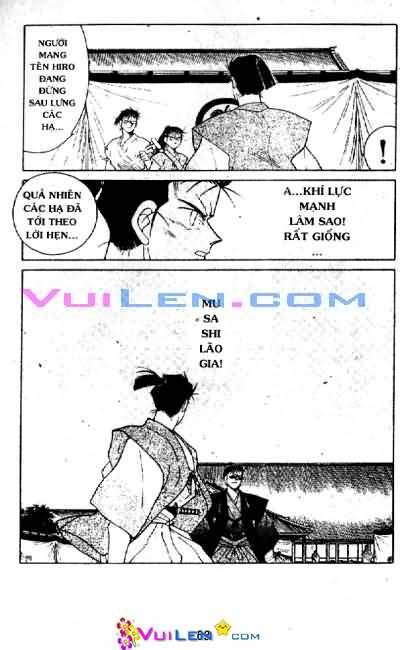 NGƯỜI
MANG
TÊN HIRO
ĐANG
ĐỨNG
SAU LƯNG
CÁC
HẠ...
!
QUẢ NHIÊN
CÁC HẠ ĐÃ
TỚI THEO
LỜI HẸN...
A...KHÍ LỰC
MẠNH
LÀM SAO!
RẤT GIỐNG
...
VuiLen.com
MU
SA
SHI
LÃO
GIA!
VuiLen
69
.com